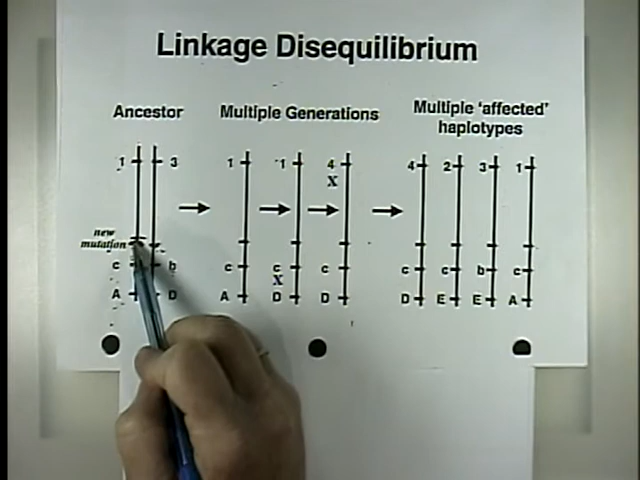 Linkage Disequilibrium
Ancestor
Multiple Generations
Multiple 'affected'
haplotypes
1 3 1 1 4 4 2 3 1
X
new
mutation
c b c c c c c b c
X
A D A D D D E E A